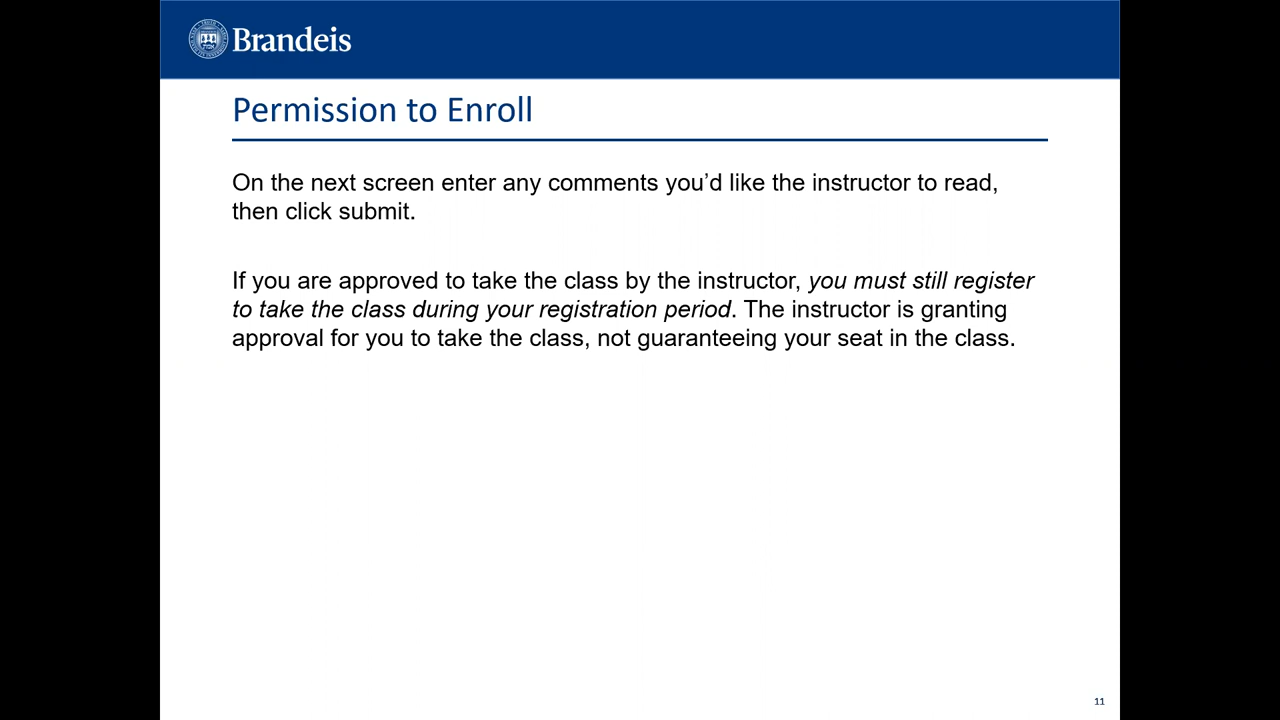 Brandeis
Permission to Enroll
On the next screen enter any comments you’d like the instructor to read,
then click submit.
If you are approved to take the class by the instructor, you must still register
to take the class during your registration period. The instructor is granting
approval for you to take the class, not guaranteeing your seat in the class.
11